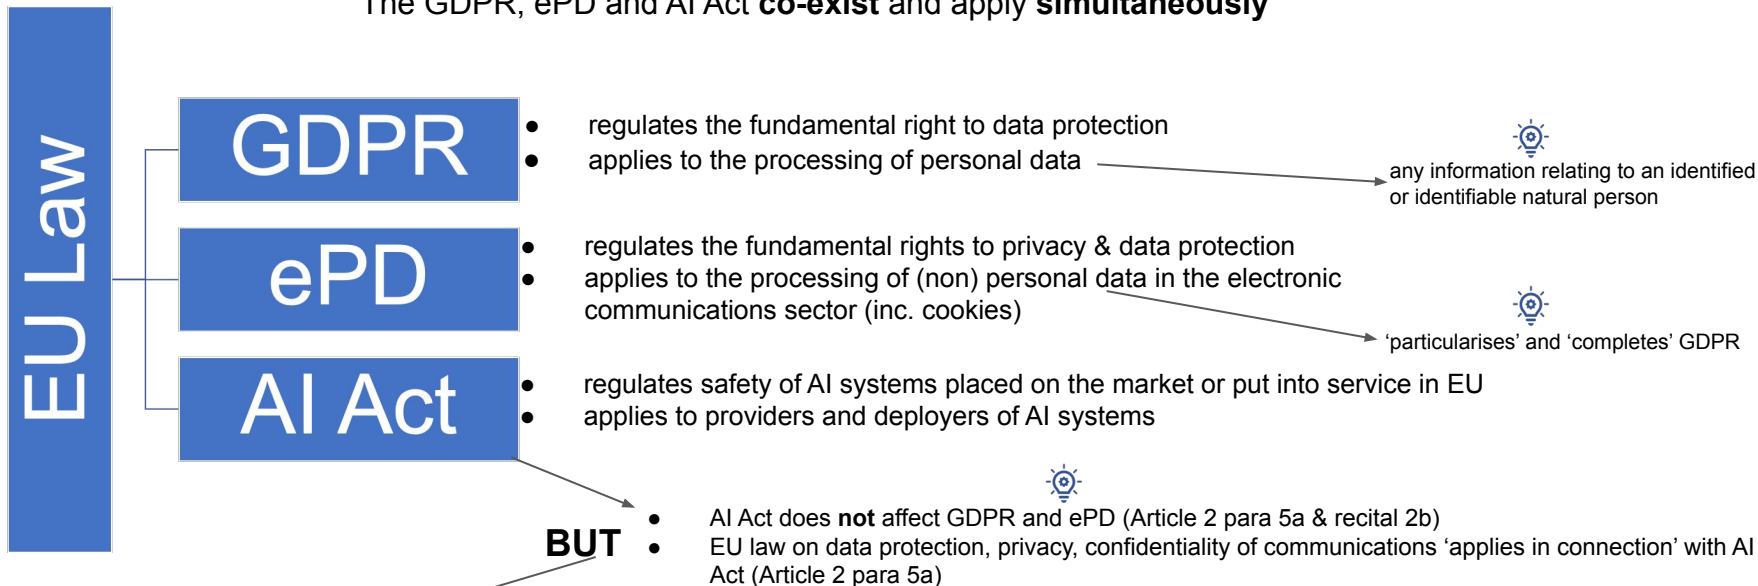 The GDPR, ePD and AI Act co-exist and apply simultaneously
EU Law
GDPR
● regulates the fundamental right to data protection
● applies to the processing of personal data
any information relating to an identified
or identifiable natural person
ePD
● regulates the fundamental rights to privacy & data protection
● applies to the processing of (non) personal data in the electronic
communications sector (inc. cookies)
‘particularises’ and ‘completes’ GDPR
AI Act
● regulates safety of AI systems placed on the market or put into service in EU
● applies to providers and deployers of AI systems
BUT
● AI Act does not affect GDPR and ePD (Article 2 para 5a & recital 2b)
● EU law on data protection, privacy, confidentiality of communications ‘applies in connection’ with AI
Act (Article 2 para 5a)